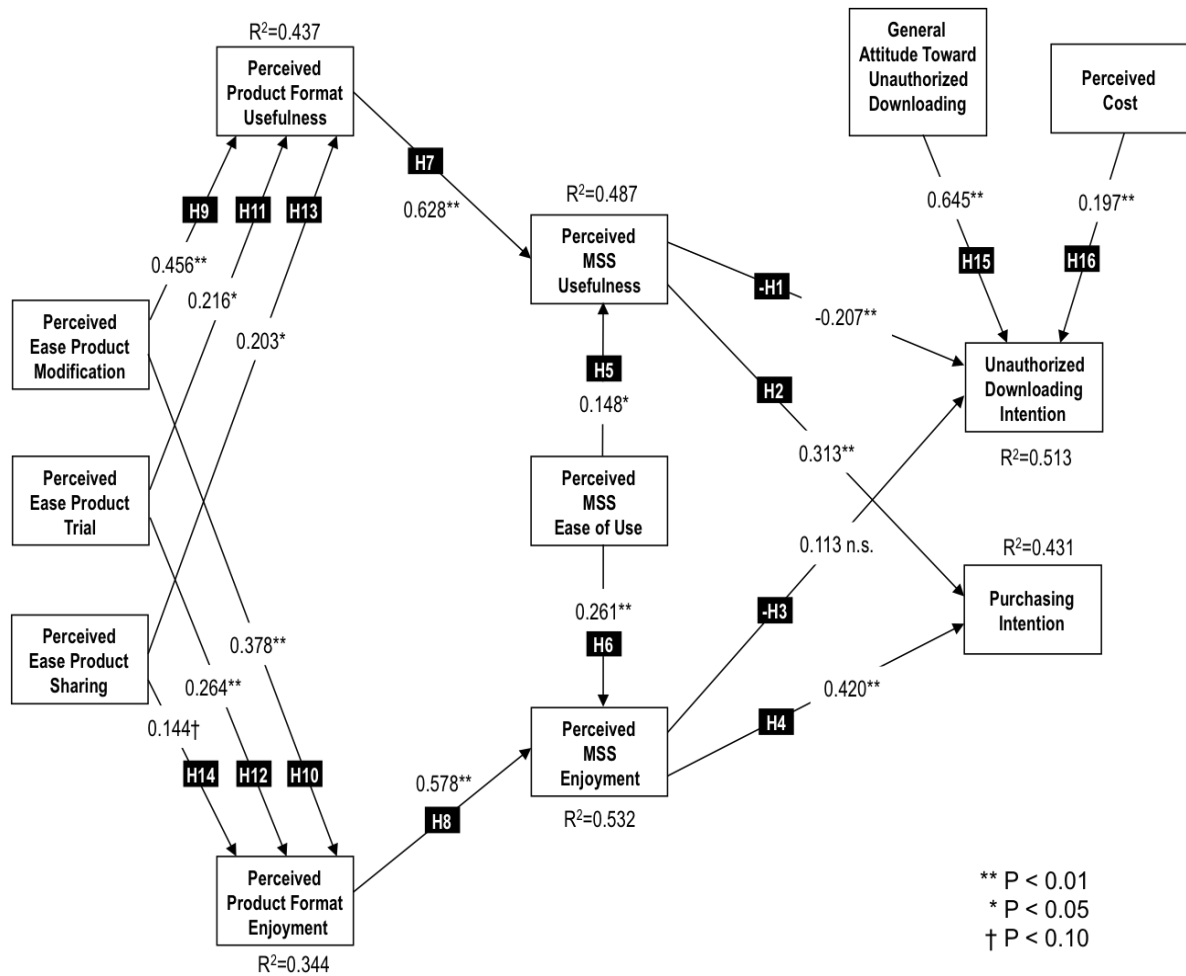 R²=0.437
Perceived
Product Format
Usefulness
General
Attitude Toward
Unauthorized
Downloading
Perceived
Cost
H7
0.628**
H9
H11
H13
0.456**
0.216*
0.203*
R²=0.487
Perceived
MSS
Usefulness
0.645**
0.197**
H15
H16
-H1
-0.207**
Perceived
Ease Product
Modification
H5
0.148*
H2
0.313**
Unauthorized
Downloading
Intention
R²=0.513
Perceived
Ease Product
Trial
Perceived
MSS
Ease of Use
0.113 n.s.
R²=0.431
Purchasing
Intention
Perceived
Ease Product
Sharing
0.378**
0.264**
0.144†
0.261**
H6
-H3
0.420**
H4
H14
H12
H10
0.578**
H8
Perceived
MSS
Enjoyment
R²=0.532
Perceived
Product Format
Enjoyment
R²=0.344
** P < 0.01
* P < 0.05
† P < 0.10